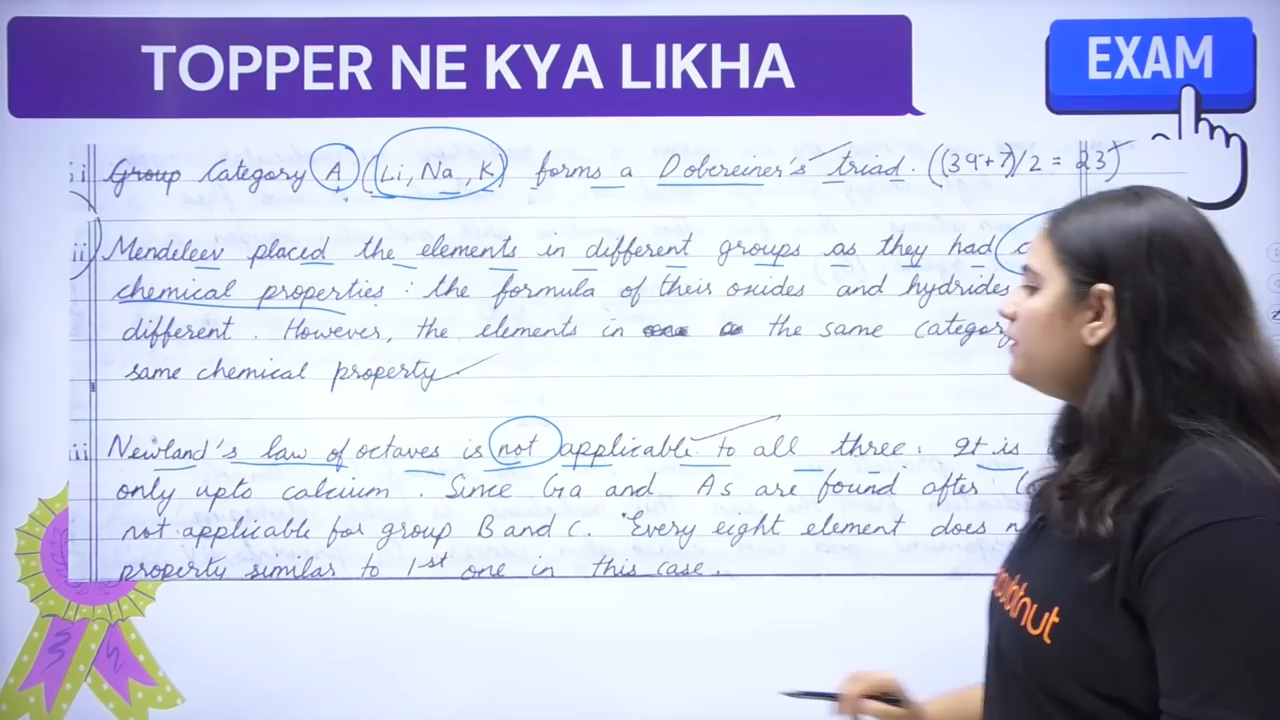 TOPPER NE KYA LIKHA
EXAM
i Group Category A (Li, Na, K) forms a Dobereiner's triad. ((39+7)/2 = 23)
ii) Mendeleev placed the elements in different groups as they had
chemical properties : the formula of their oxides and hydrides
different. However, the elements in the same category
same chemical property
iii Newland's law of octaves is not applicable to all three. It is
only upto calcium. Since Ga and As are found after
not applicable for group B and C. Every eight element does
property similar to 1st one in this case.
doubtnut